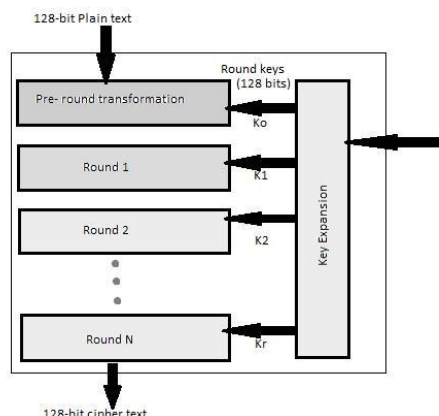 128-bit Plain text
Round keys
(128 bits)
Pre- round transformation
Ko
Round 1
K1
Round 2
K2
Key Expansion
Round N
Kr
128-bit cipher text